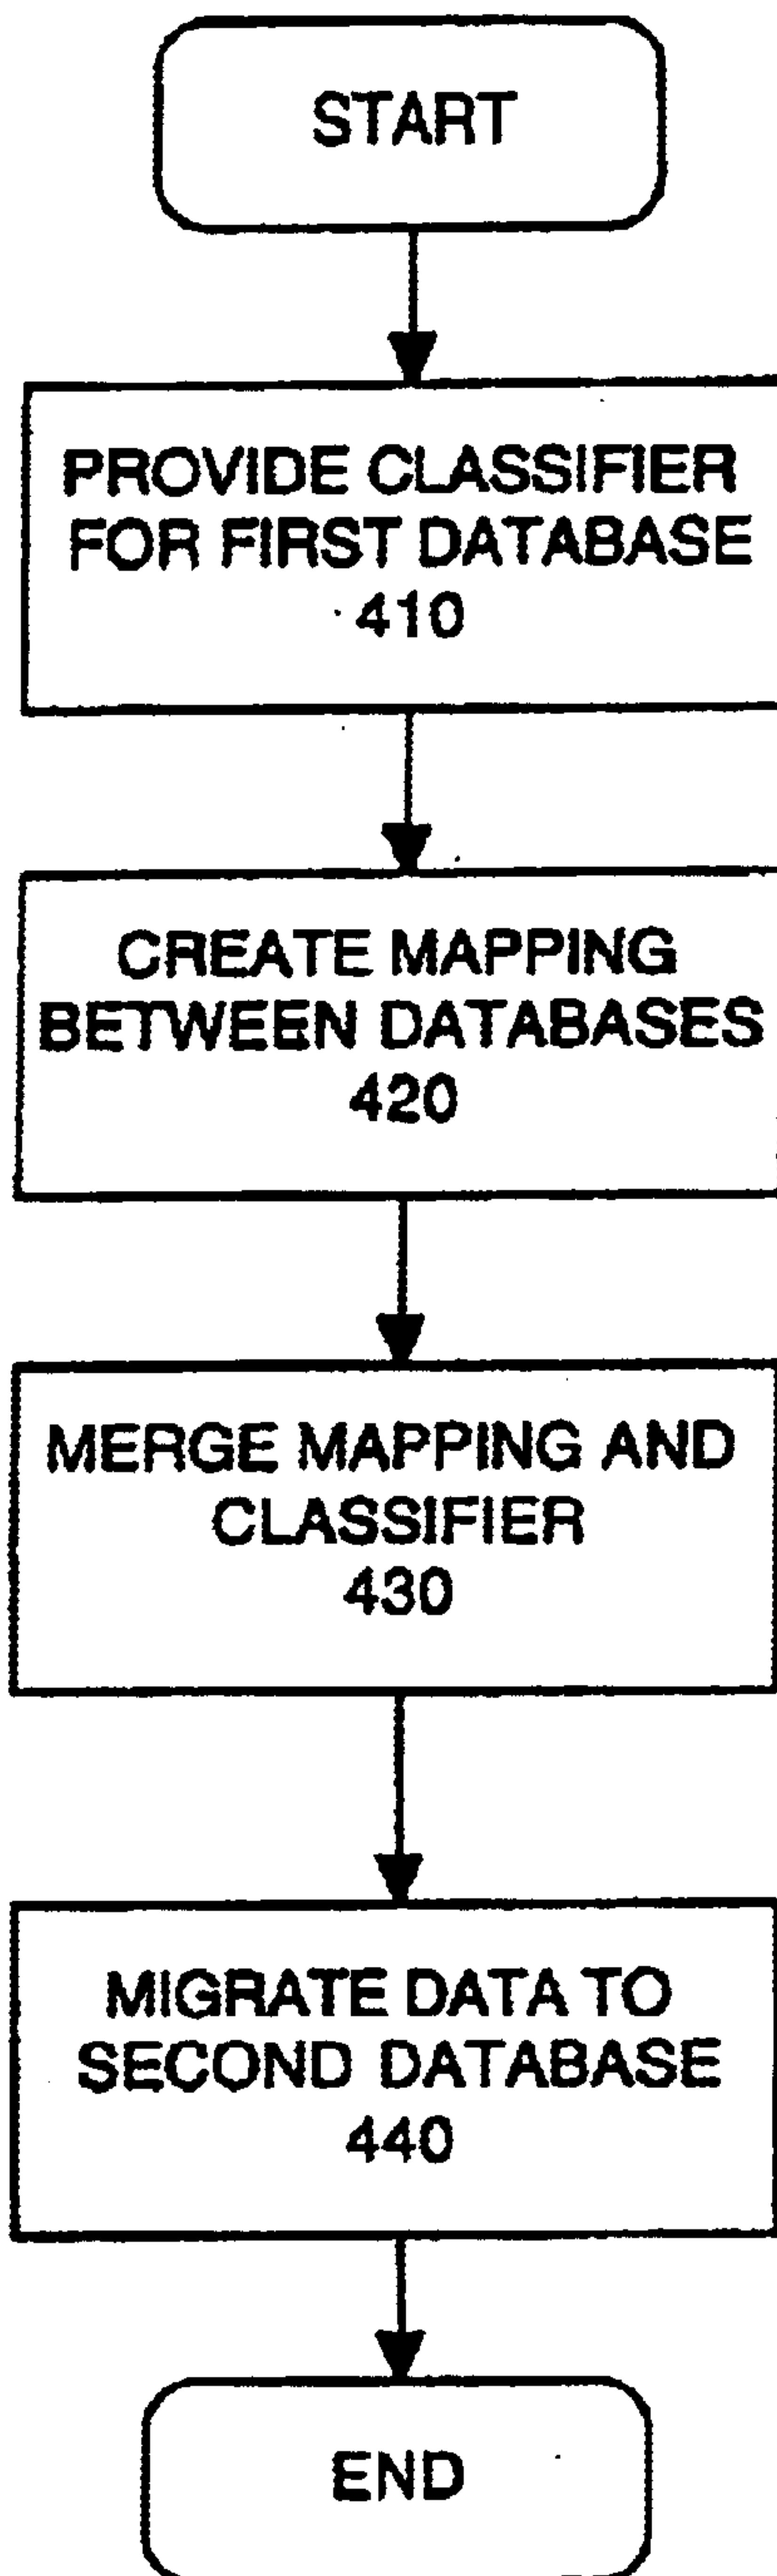 START
PROVIDE CLASSIFIER
FOR FIRST DATABASE
410
CREATE MAPPING
BETWEEN DATABASES
420
MERGE MAPPING AND
CLASSIFIER
430
MIGRATE DATA TO
SECOND DATABASE
440
END